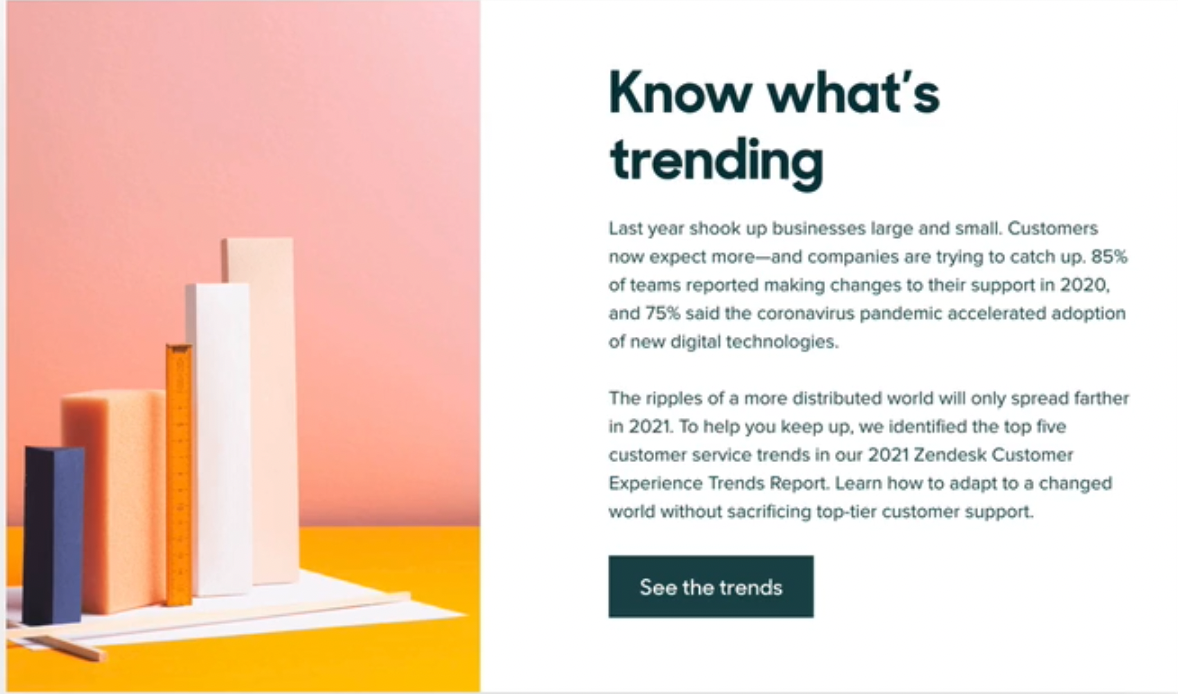 Know what’s
trending
Last year shook up businesses large and small. Customers
now expect more—and companies are trying to catch up. 85%
of teams reported making changes to their support in 2020,
and 75% said the coronavirus pandemic accelerated adoption
of new digital technologies.
The ripples of a more distributed world will only spread farther
in 2021. To help you keep up, we identified the top five
customer service trends in our 2021 Zendesk Customer
Experience Trends Report. Learn how to adapt to a changed
world without sacrificing top-tier customer support.
See the trends